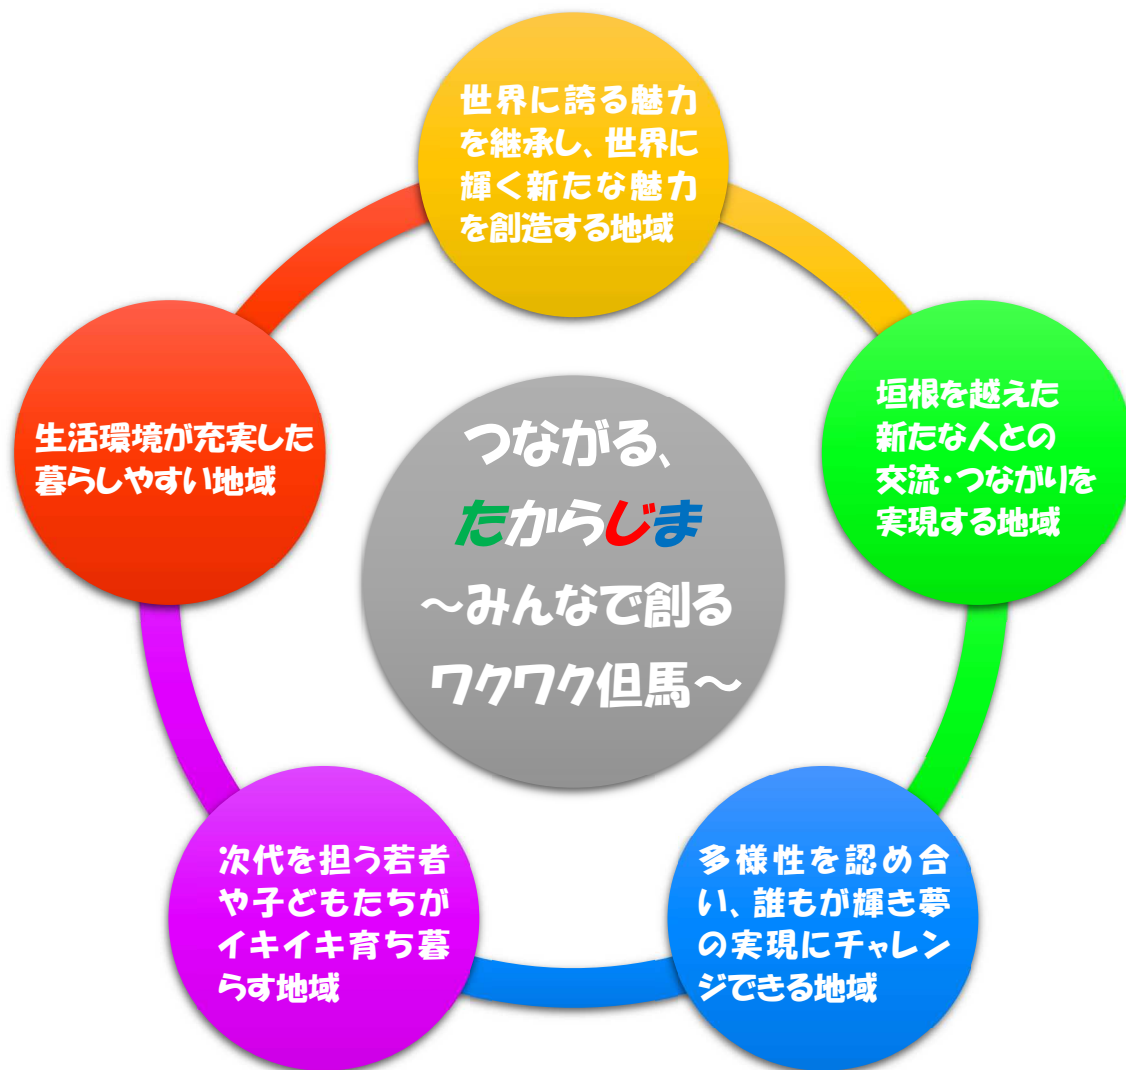 世界に誇る魅力
を継承し、世界に
輝く新たな魅力
を創造する地域
垣根を越えた
新たな人との
交流・つながりを
実現する地域
多様性を認め合
い、誰もが輝き夢
の実現にチャレン
ジできる地域
次代を担う若者
や子どもたちが
イキイキ育ち暮
らす地域
生活環境が充実した
暮らしやすい地域
つながる、
たからじま
～みんなで創る
ワクワク但馬～